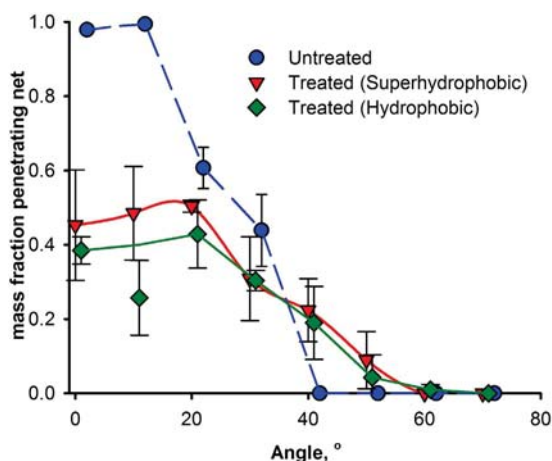 1.0
0.8
0.6
0.4
0.2
0.0
mass fraction penetrating net
Untreated
Treated (Superhydrophobic)
Treated (Hydrophobic)
0 20 40 60 80
Angle, °